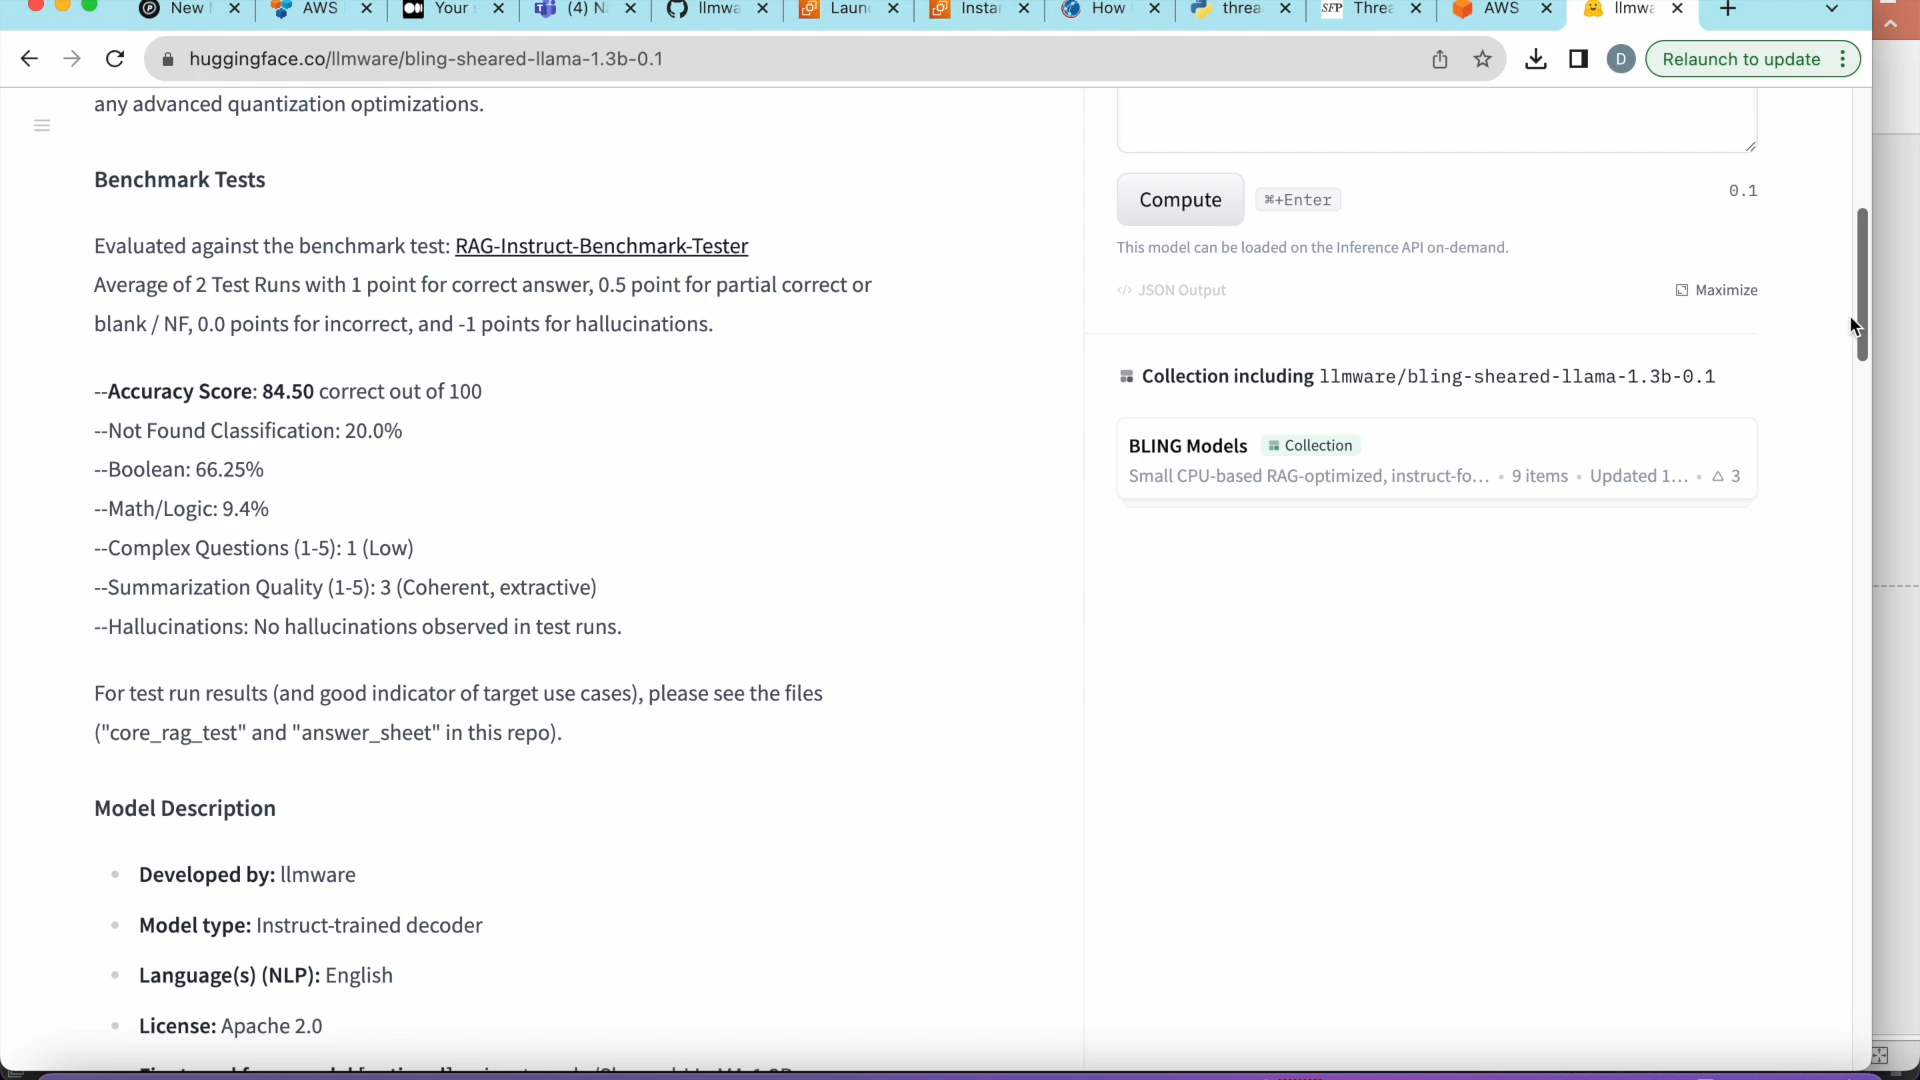 New
AWS
Your
(4) N
llmwa
Laun
Instar
How
threa
SFP
Threa
AWS
llmwa
huggingface.co/llmware/bling-sheared-llama-1.3b-0.1
D
Relaunch to update
any advanced quantization optimizations.
Benchmark Tests
Evaluated against the benchmark test: RAG-Instruct-Benchmark-Tester
Average of 2 Test Runs with 1 point for correct answer, 0.5 point for partial correct or
blank / NF, 0.0 points for incorrect, and -1 points for hallucinations.
--Accuracy Score: 84.50 correct out of 100
--Not Found Classification: 20.0%
--Boolean: 66.25%
--Math/Logic: 9.4%
--Complex Questions (1-5): 1 (Low)
--Summarization Quality (1-5): 3 (Coherent, extractive)
--Hallucinations: No hallucinations observed in test runs.
For test run results (and good indicator of target use cases), please see the files
("core_rag_test" and "answer_sheet" in this repo).
Model Description
Developed by: llmware
Model type: Instruct-trained decoder
Language(s) (NLP): English
License: Apache 2.0
Compute
⌘+Enter
0.1
This model can be loaded on the Inference API on-demand.
</> JSON Output
Maximize
Collection including llmware/bling-sheared-llama-1.3b-0.1
BLING Models Collection
Small CPU-based RAG-optimized, instruct-fo... • 9 items • Updated 1... • △ 3